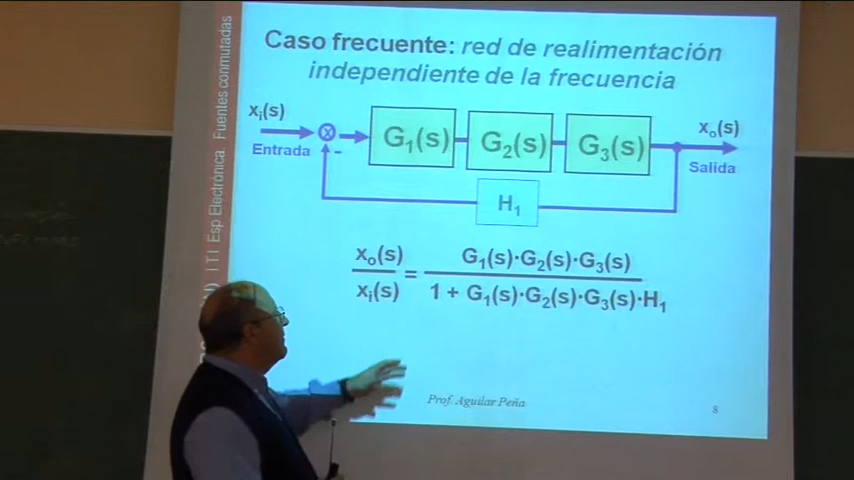 Caso frecuente: red de realimentación
independiente de la frecuencia
xᵢ(s)
Entrada
-
G₁(s)
G₂(s)
G₃(s)
xₒ(s)
Salida
H₁
xₒ(s)
xᵢ(s)
=
G₁(s)·G₂(s)·G₃(s)
1 + G₁(s)·G₂(s)·G₃(s)·H₁
Prof. Aguilar Peña
8
ITI Esp Electrónica. Fuentes conmutadas